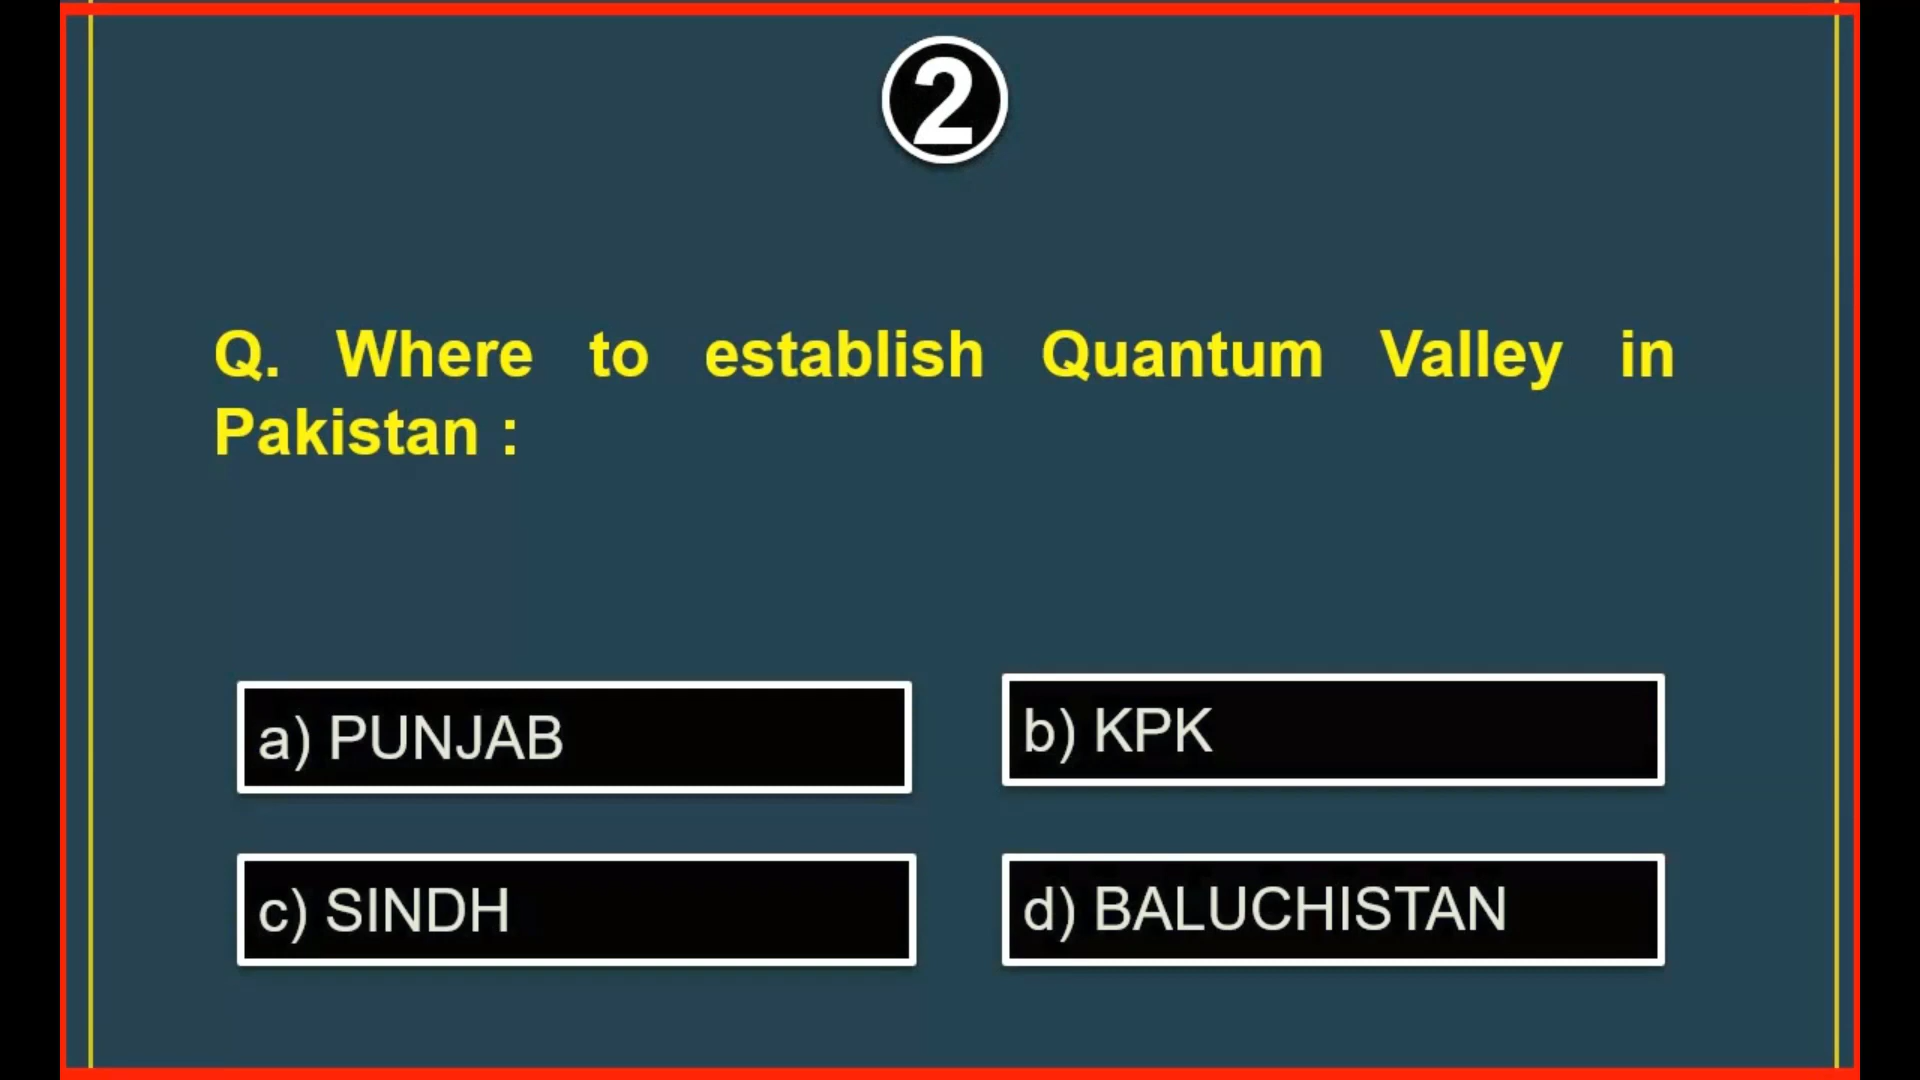 2
Q. Where to establish Quantum Valley in
Pakistan :
a) PUNJAB
b) KPK
c) SINDH
d) BALUCHISTAN